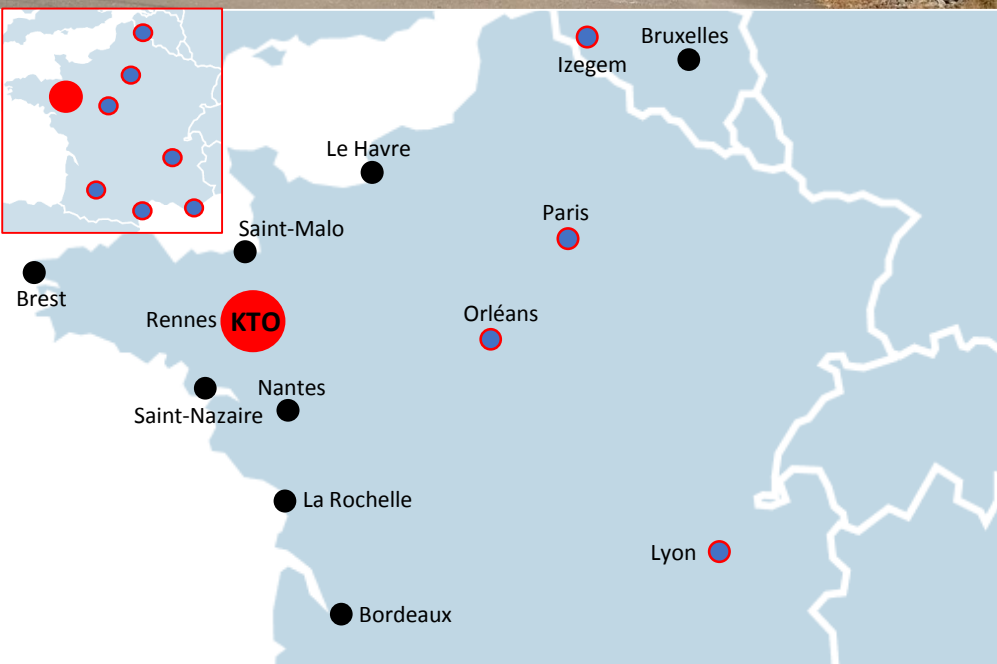 Bruxelles
Izegem
Le Havre
Paris
Saint-Malo
Brest
Rennes KTO
Orléans
Nantes
Saint-Nazaire
La Rochelle
Lyon
Bordeaux